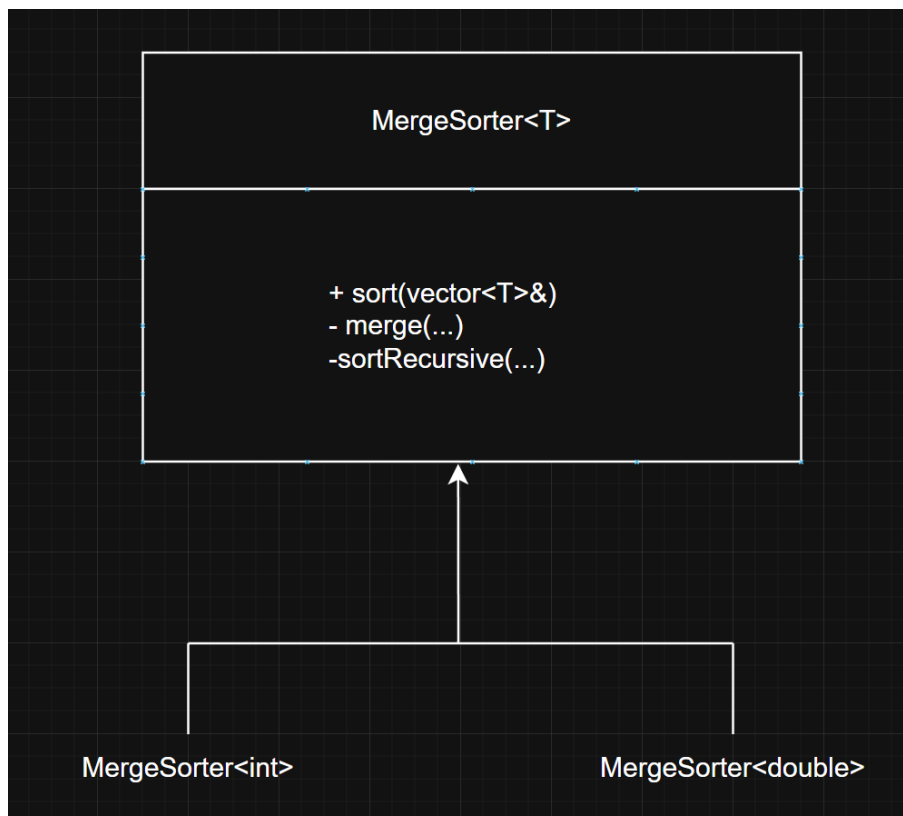 MergeSorter<T>
+ sort(vector<T>&)
- merge(...)
-sortRecursive(...)
MergeSorter<int>
MergeSorter<double>